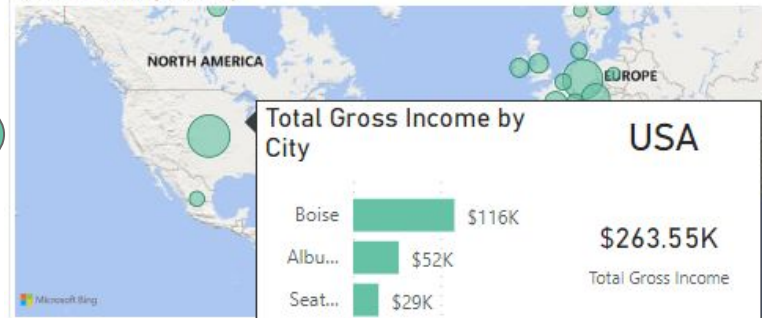 NORTH AMERICA
EUROPE
Total Gross Income by
City
USA
Boise
$116K
Albu...
$52K
Seat...
$29K
$263.55K
Total Gross Income
Microsoft Bing